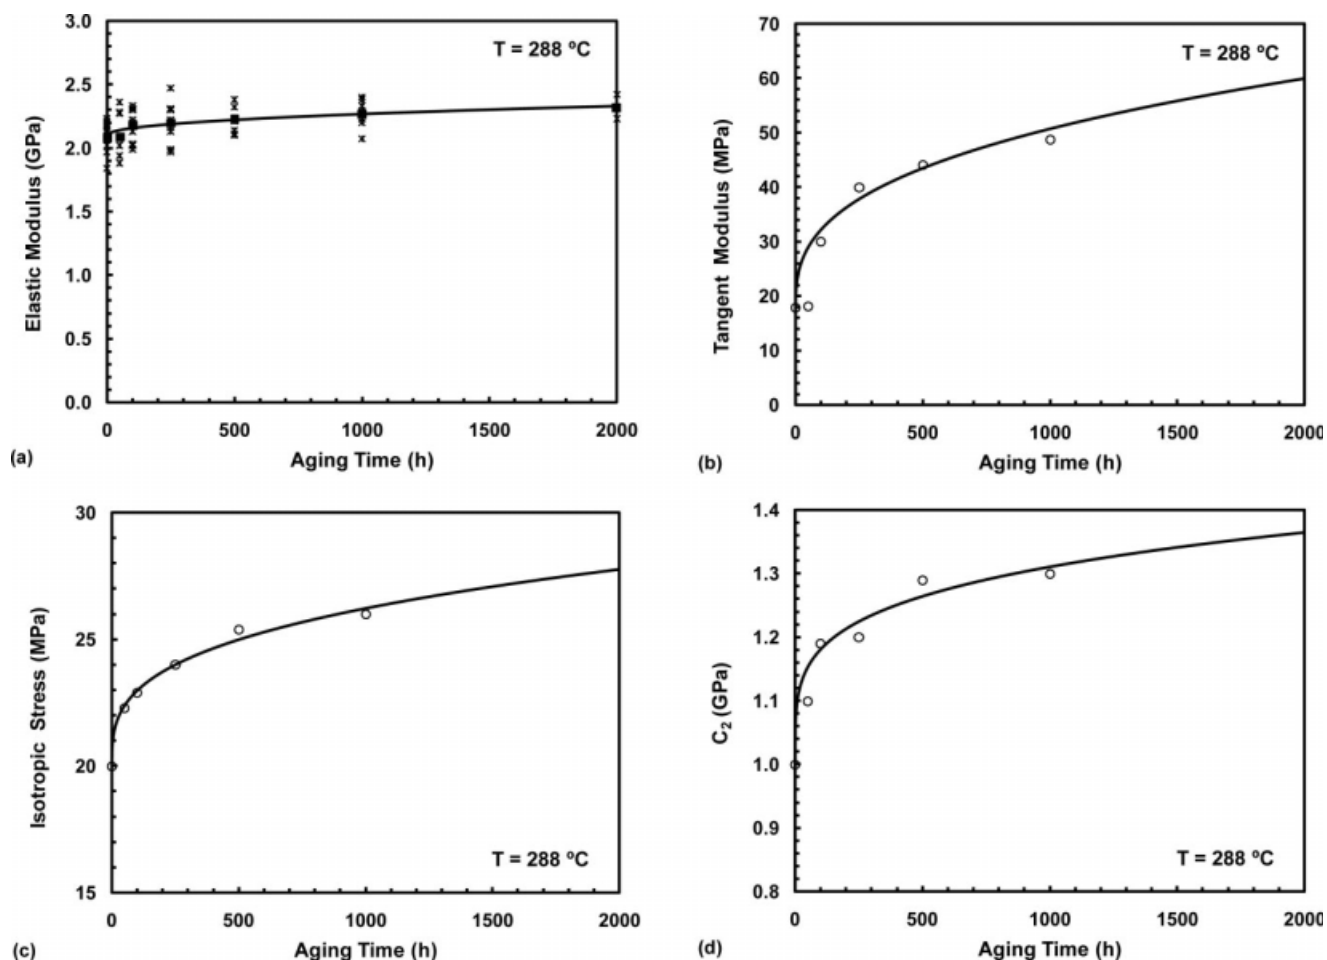 3.0
2.5
2.0
1.5
1.0
0.5
0.0
Elastic Modulus (GPa)
T = 288 ºC
0 500 1000 1500 2000
(a) Aging Time (h)
70
60
50
40
30
20
10
0
Tangent Modulus (MPa)
T = 288 ºC
0 500 1000 1500 2000
(b) Aging Time (h)
30
25
20
15
Isotropic Stress (MPa)
T = 288 ºC
0 500 1000 1500 2000
(c) Aging Time (h)
1.4
1.3
1.2
1.1
1.0
0.9
0.8
C₂ (GPa)
T = 288 ºC
0 500 1000 1500 2000
(d) Aging Time (h)